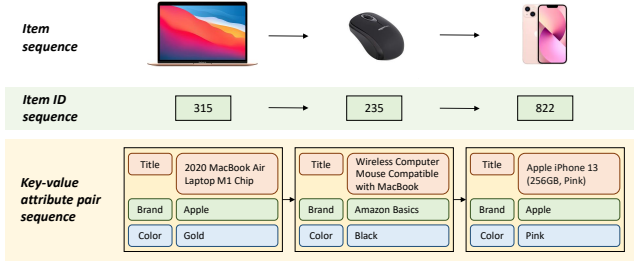 Item
sequence
Item ID
sequence
315
235
822
Key-value
attribute pair
sequence
Title
2020 MacBook Air
Laptop M1 Chip
Brand
Apple
Color
Gold
Title
Wireless Computer
Mouse Compatible
with MacBook
Brand
Amazon Basics
Color
Black
Title
Apple iPhone 13
(256GB, Pink)
Brand
Apple
Color
Pink